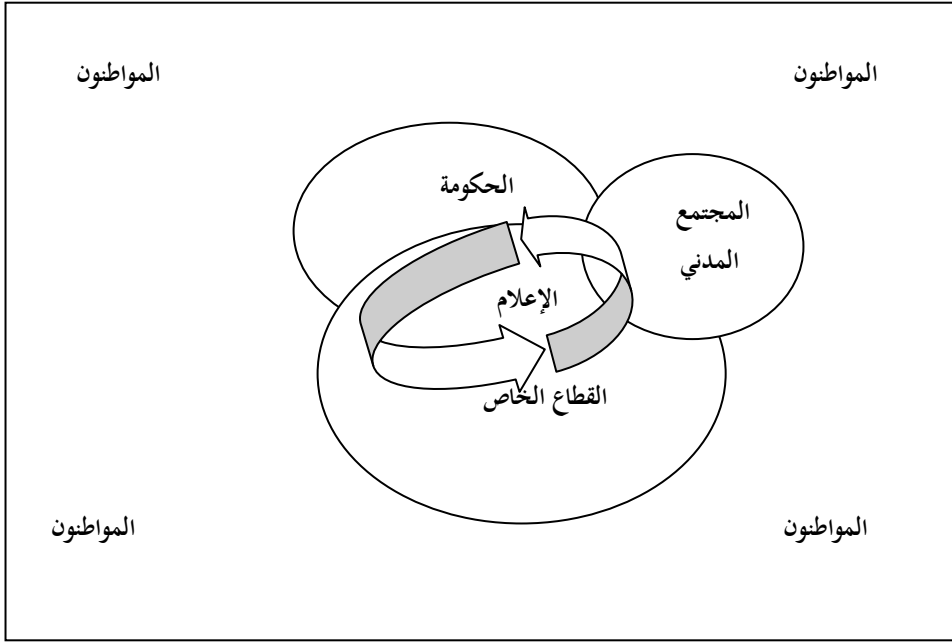 المواطنون
المواطنون
الحكومة
المجتمع
المدني
الإعلام
القطاع الخاص
المواطنون
المواطنون